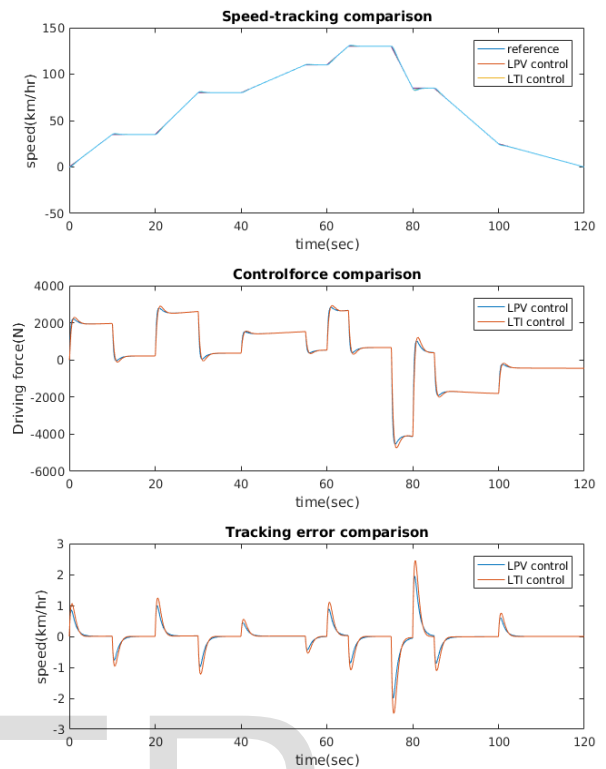 Speed-tracking comparison
150
100
50
0
-50
speed(km/hr)
reference
LPV control
LTI control
0 20 40 60 80 100 120
time(sec)
Controlforce comparison
4000
2000
0
-2000
-4000
-6000
Driving force(N)
LPV control
LTI control
0 20 40 60 80 100 120
time(sec)
Tracking error comparison
3
2
1
0
-1
-2
-3
speed(km/hr)
LPV control
LTI control
0 20 40 60 80 100 120
time(sec)